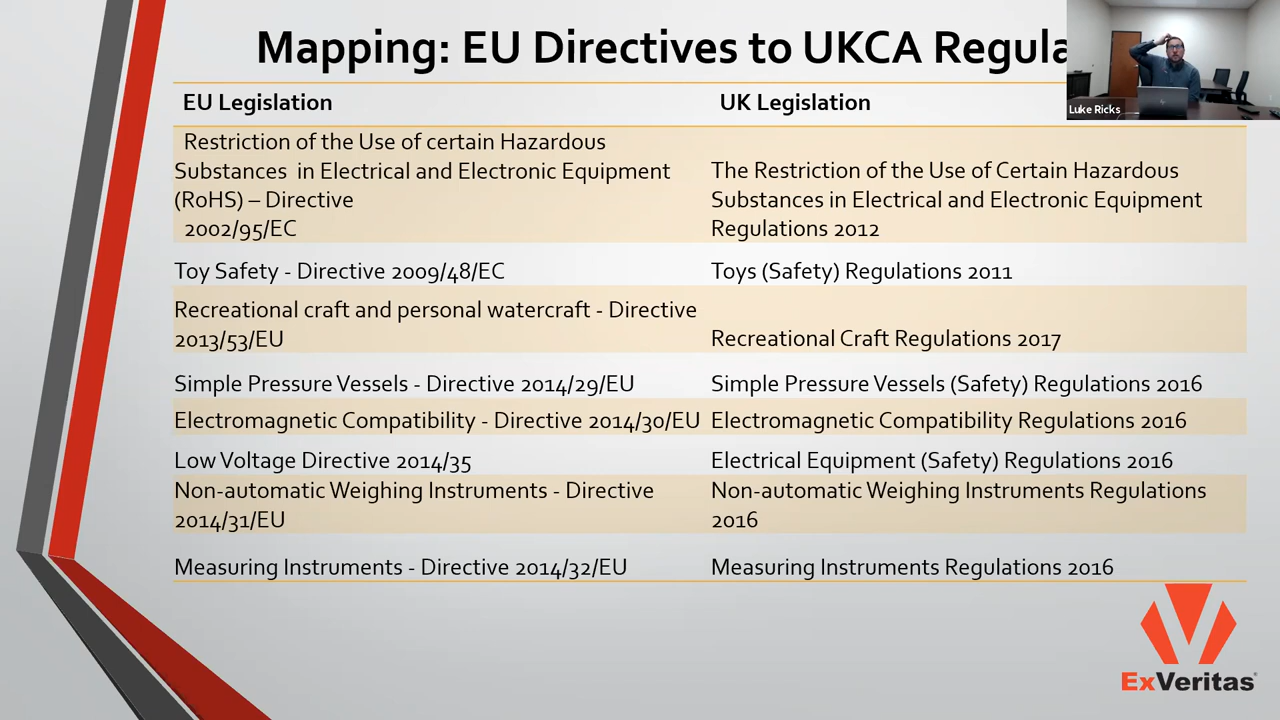 Mapping: EU Directives to UKCA Regula
Luke Ricks
EU Legislation
UK Legislation
Restriction of the Use of certain Hazardous
Substances in Electrical and Electronic Equipment
(RoHS) – Directive
2002/95/EC
The Restriction of the Use of Certain Hazardous
Substances in Electrical and Electronic Equipment
Regulations 2012
Toy Safety - Directive 2009/48/EC
Toys (Safety) Regulations 2011
Recreational craft and personal watercraft - Directive
2013/53/EU
Recreational Craft Regulations 2017
Simple Pressure Vessels - Directive 2014/29/EU
Simple Pressure Vessels (Safety) Regulations 2016
Electromagnetic Compatibility - Directive 2014/30/EU
Electromagnetic Compatibility Regulations 2016
Low Voltage Directive 2014/35
Electrical Equipment (Safety) Regulations 2016
Non-automatic Weighing Instruments - Directive
2014/31/EU
Non-automatic Weighing Instruments Regulations
2016
Measuring Instruments - Directive 2014/32/EU
Measuring Instruments Regulations 2016
ExVeritas